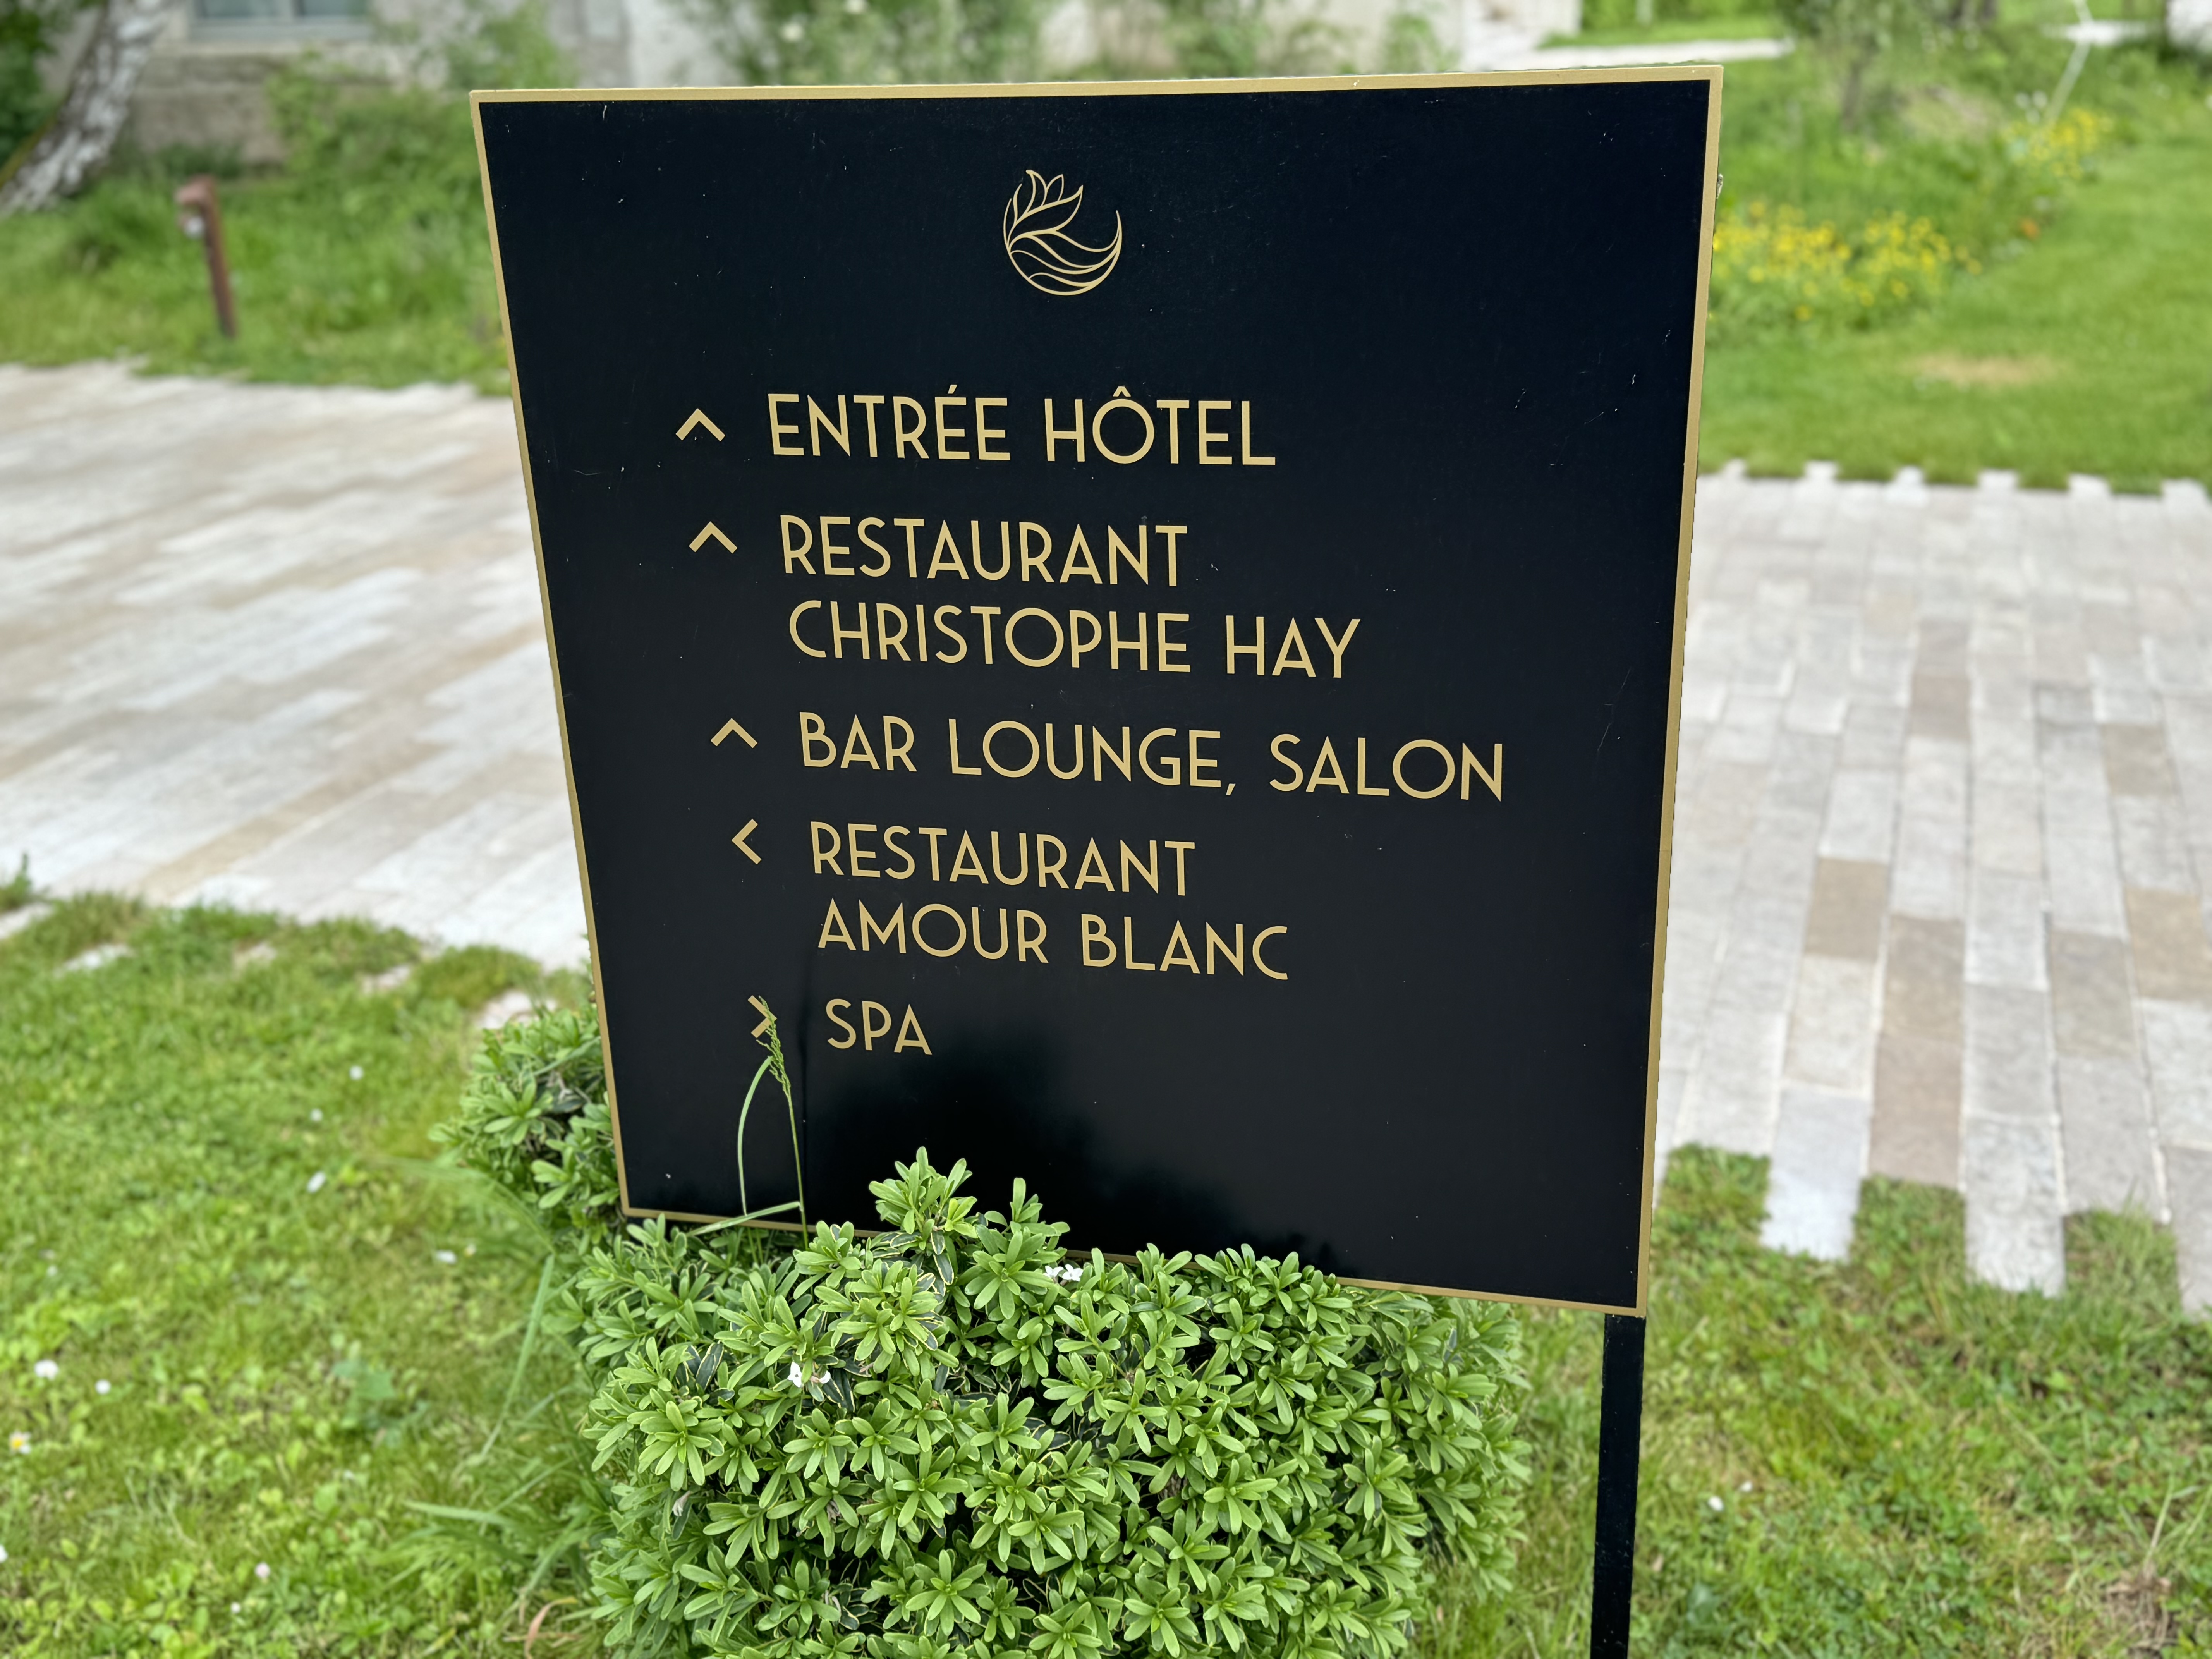 ENTRÉE HÔTEL
RESTAURANT
CHRISTOPHE HAY
BAR LOUNGE, SALON
RESTAURANT
AMOUR BLANC
SPA